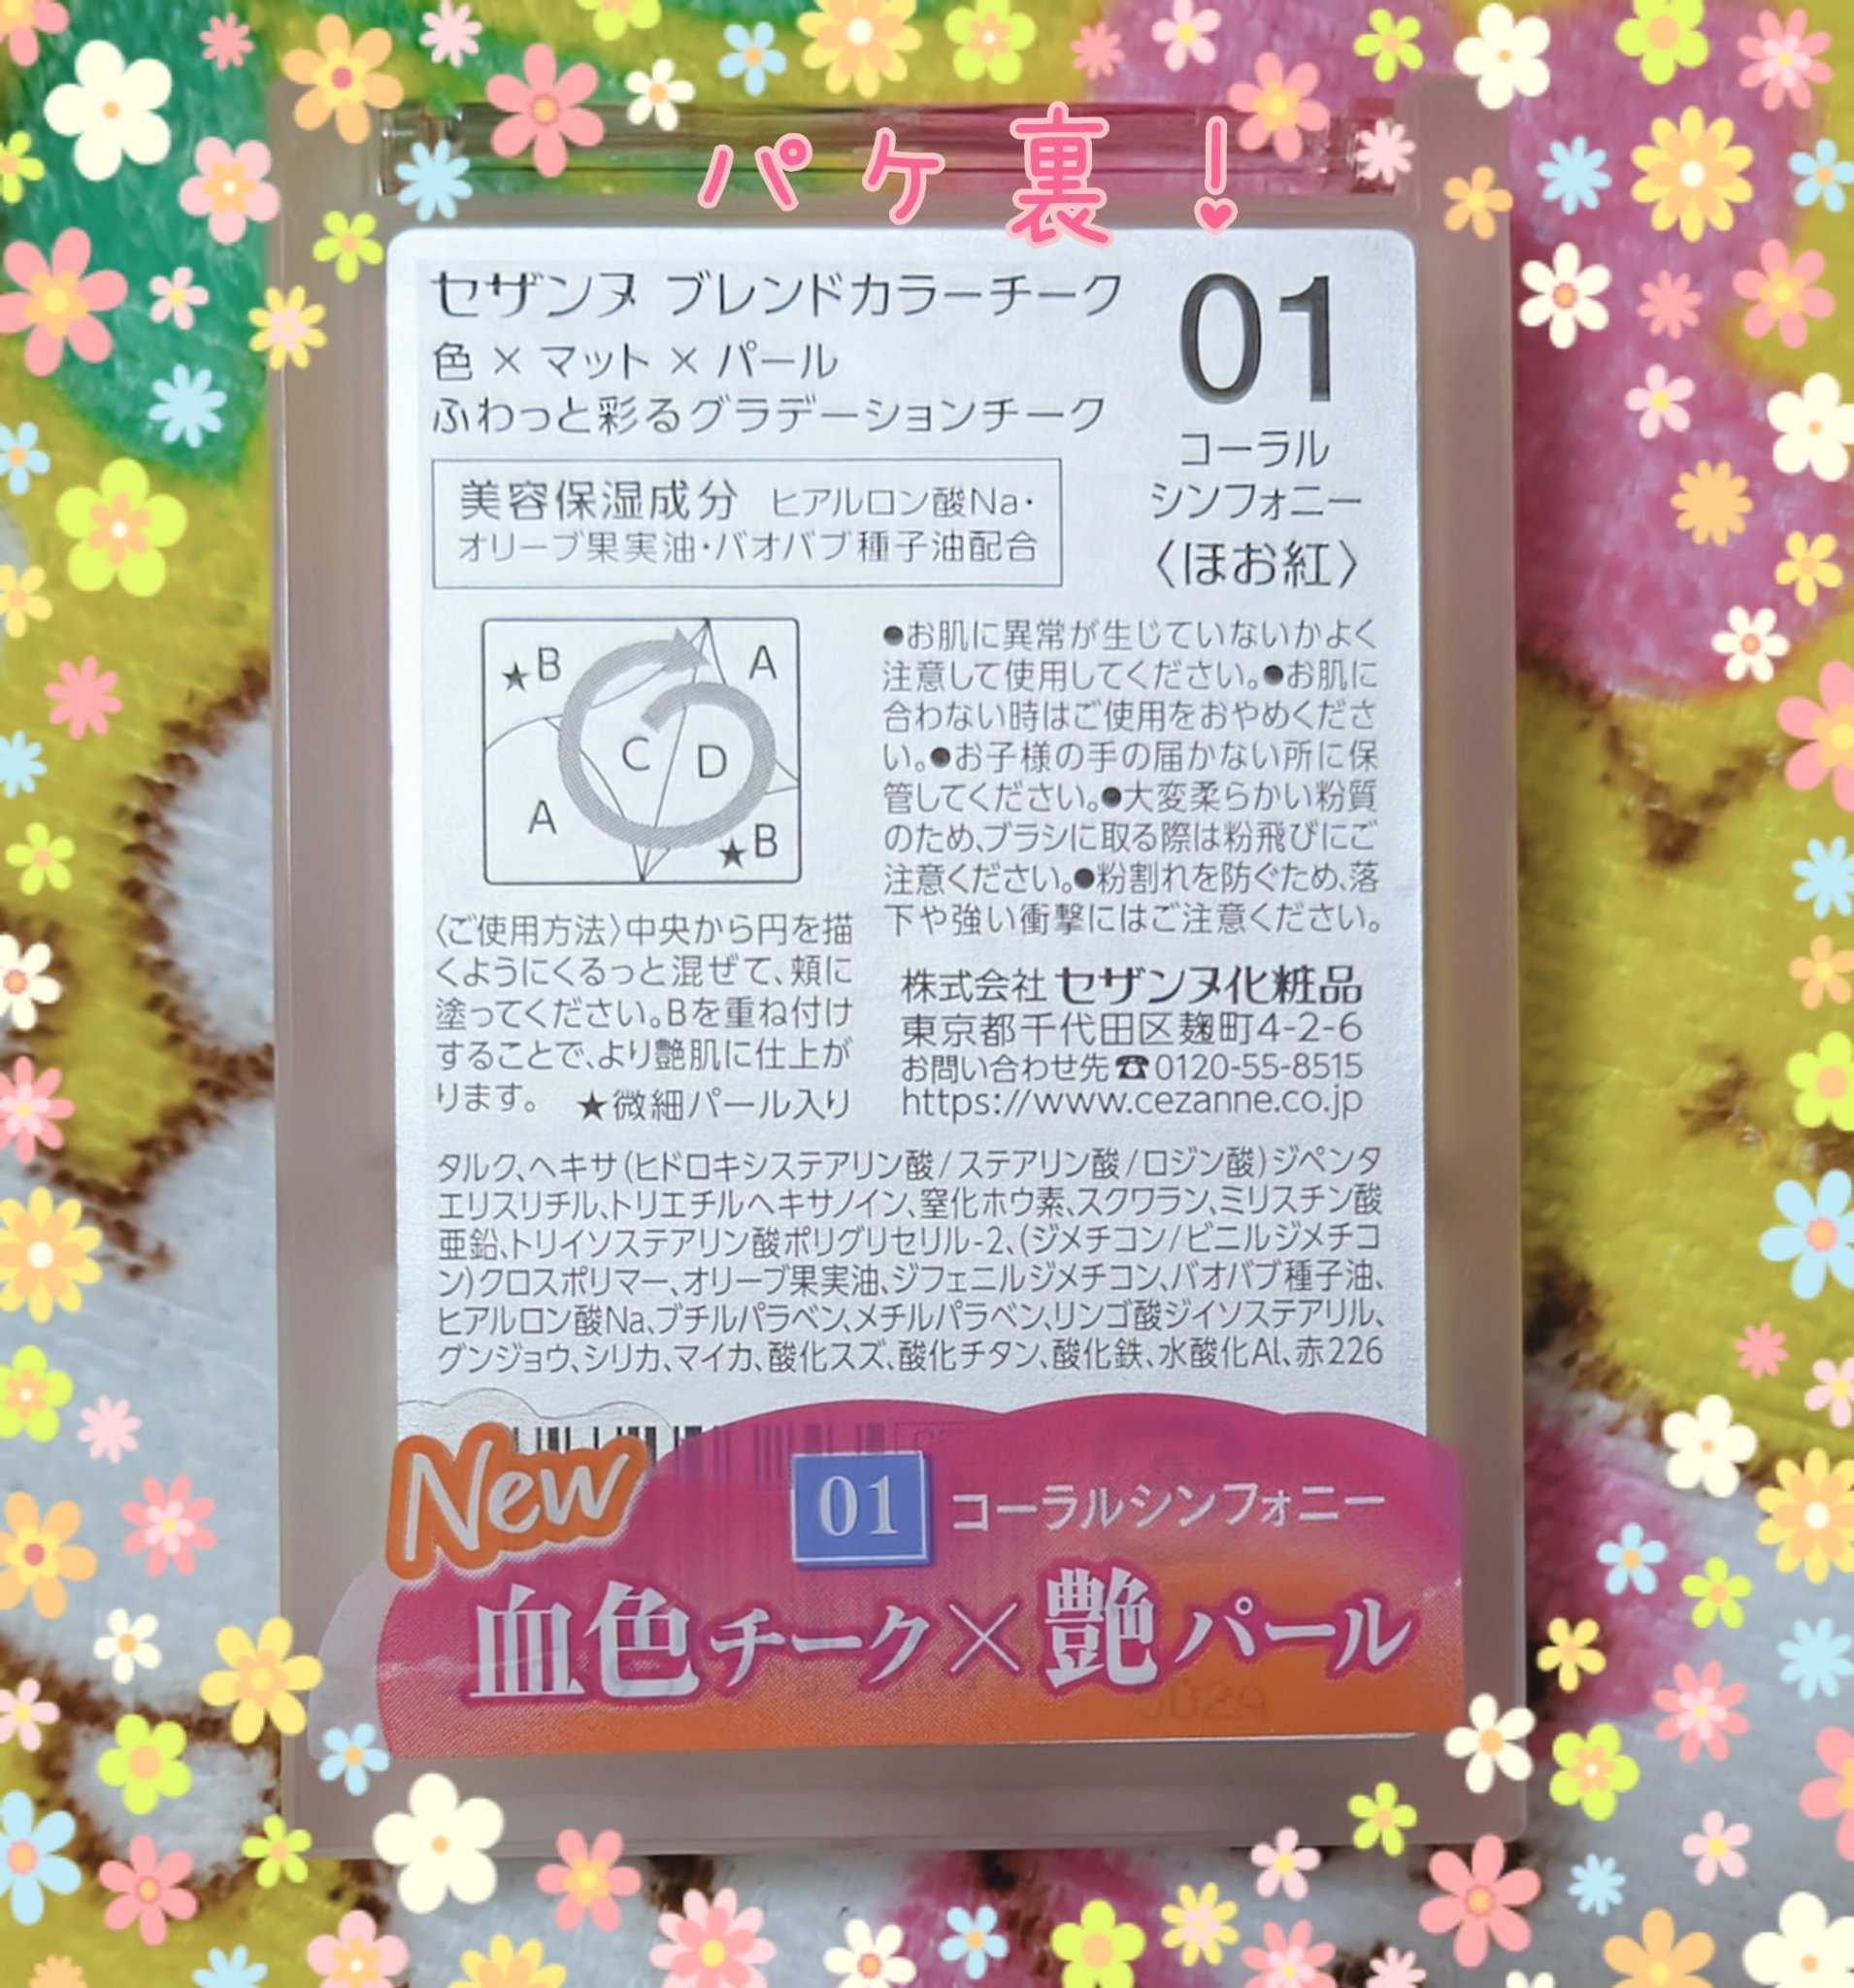 パケ裏！
セザンヌ ブレンドカラーチーク
色×マット×パール
ふわっと彩るグラデーションチーク
01
コーラル
シンフォニー
〈ほお紅〉
美容保湿成分 ヒアルロン酸Na・
オリーブ果実油・バオバブ種子油配合
★B
A
C
D
A
★B
〈ご使用方法〉中央から円を描
くようにくるっと混ぜて、頬に
塗ってください。Bを重ね付け
することで、より艶肌に仕上が
ります。 ★微細パール入り
●お肌に異常が生じていないかよく
注意して使用してください。●お肌に
合わない時はご使用をおやめくださ
い。●お子様の手の届かない所に保
管してください。●大変柔らかい粉質
のため、ブラシに取る際は粉飛びにご
注意ください。●粉割れを防ぐため、落
下や強い衝撃にはご注意ください。
株式会社 セザンヌ化粧品
東京都千代田区麹町4-2-6
お問い合わせ先☎0120-55-8515
https://www.cezanne.co.jp
タルク、ヘキサ(ヒドロキシステアリン酸/ステアリン酸/ロジン酸)ジペンタ
エリスリチル、トリエチルヘキサノイン、窒化ホウ素、スクワラン、ミリスチン酸
亜鉛、トリイソステアリン酸ポリグリセリル-2、(ジメチコン/ビニルジメチコ
ン)クロスポリマー、オリーブ果実油、ジフェニルジメチコン、バオバブ種子油、
ヒアルロン酸Na、ブチルパラベン、メチルパラベン、リンゴ酸ジイソステアリル、
グンジョウ、シリカ、マイカ、酸化スズ、酸化チタン、酸化鉄、水酸化Al、赤226
New
01 コーラルシンフォニー
血色チーク×艶パール